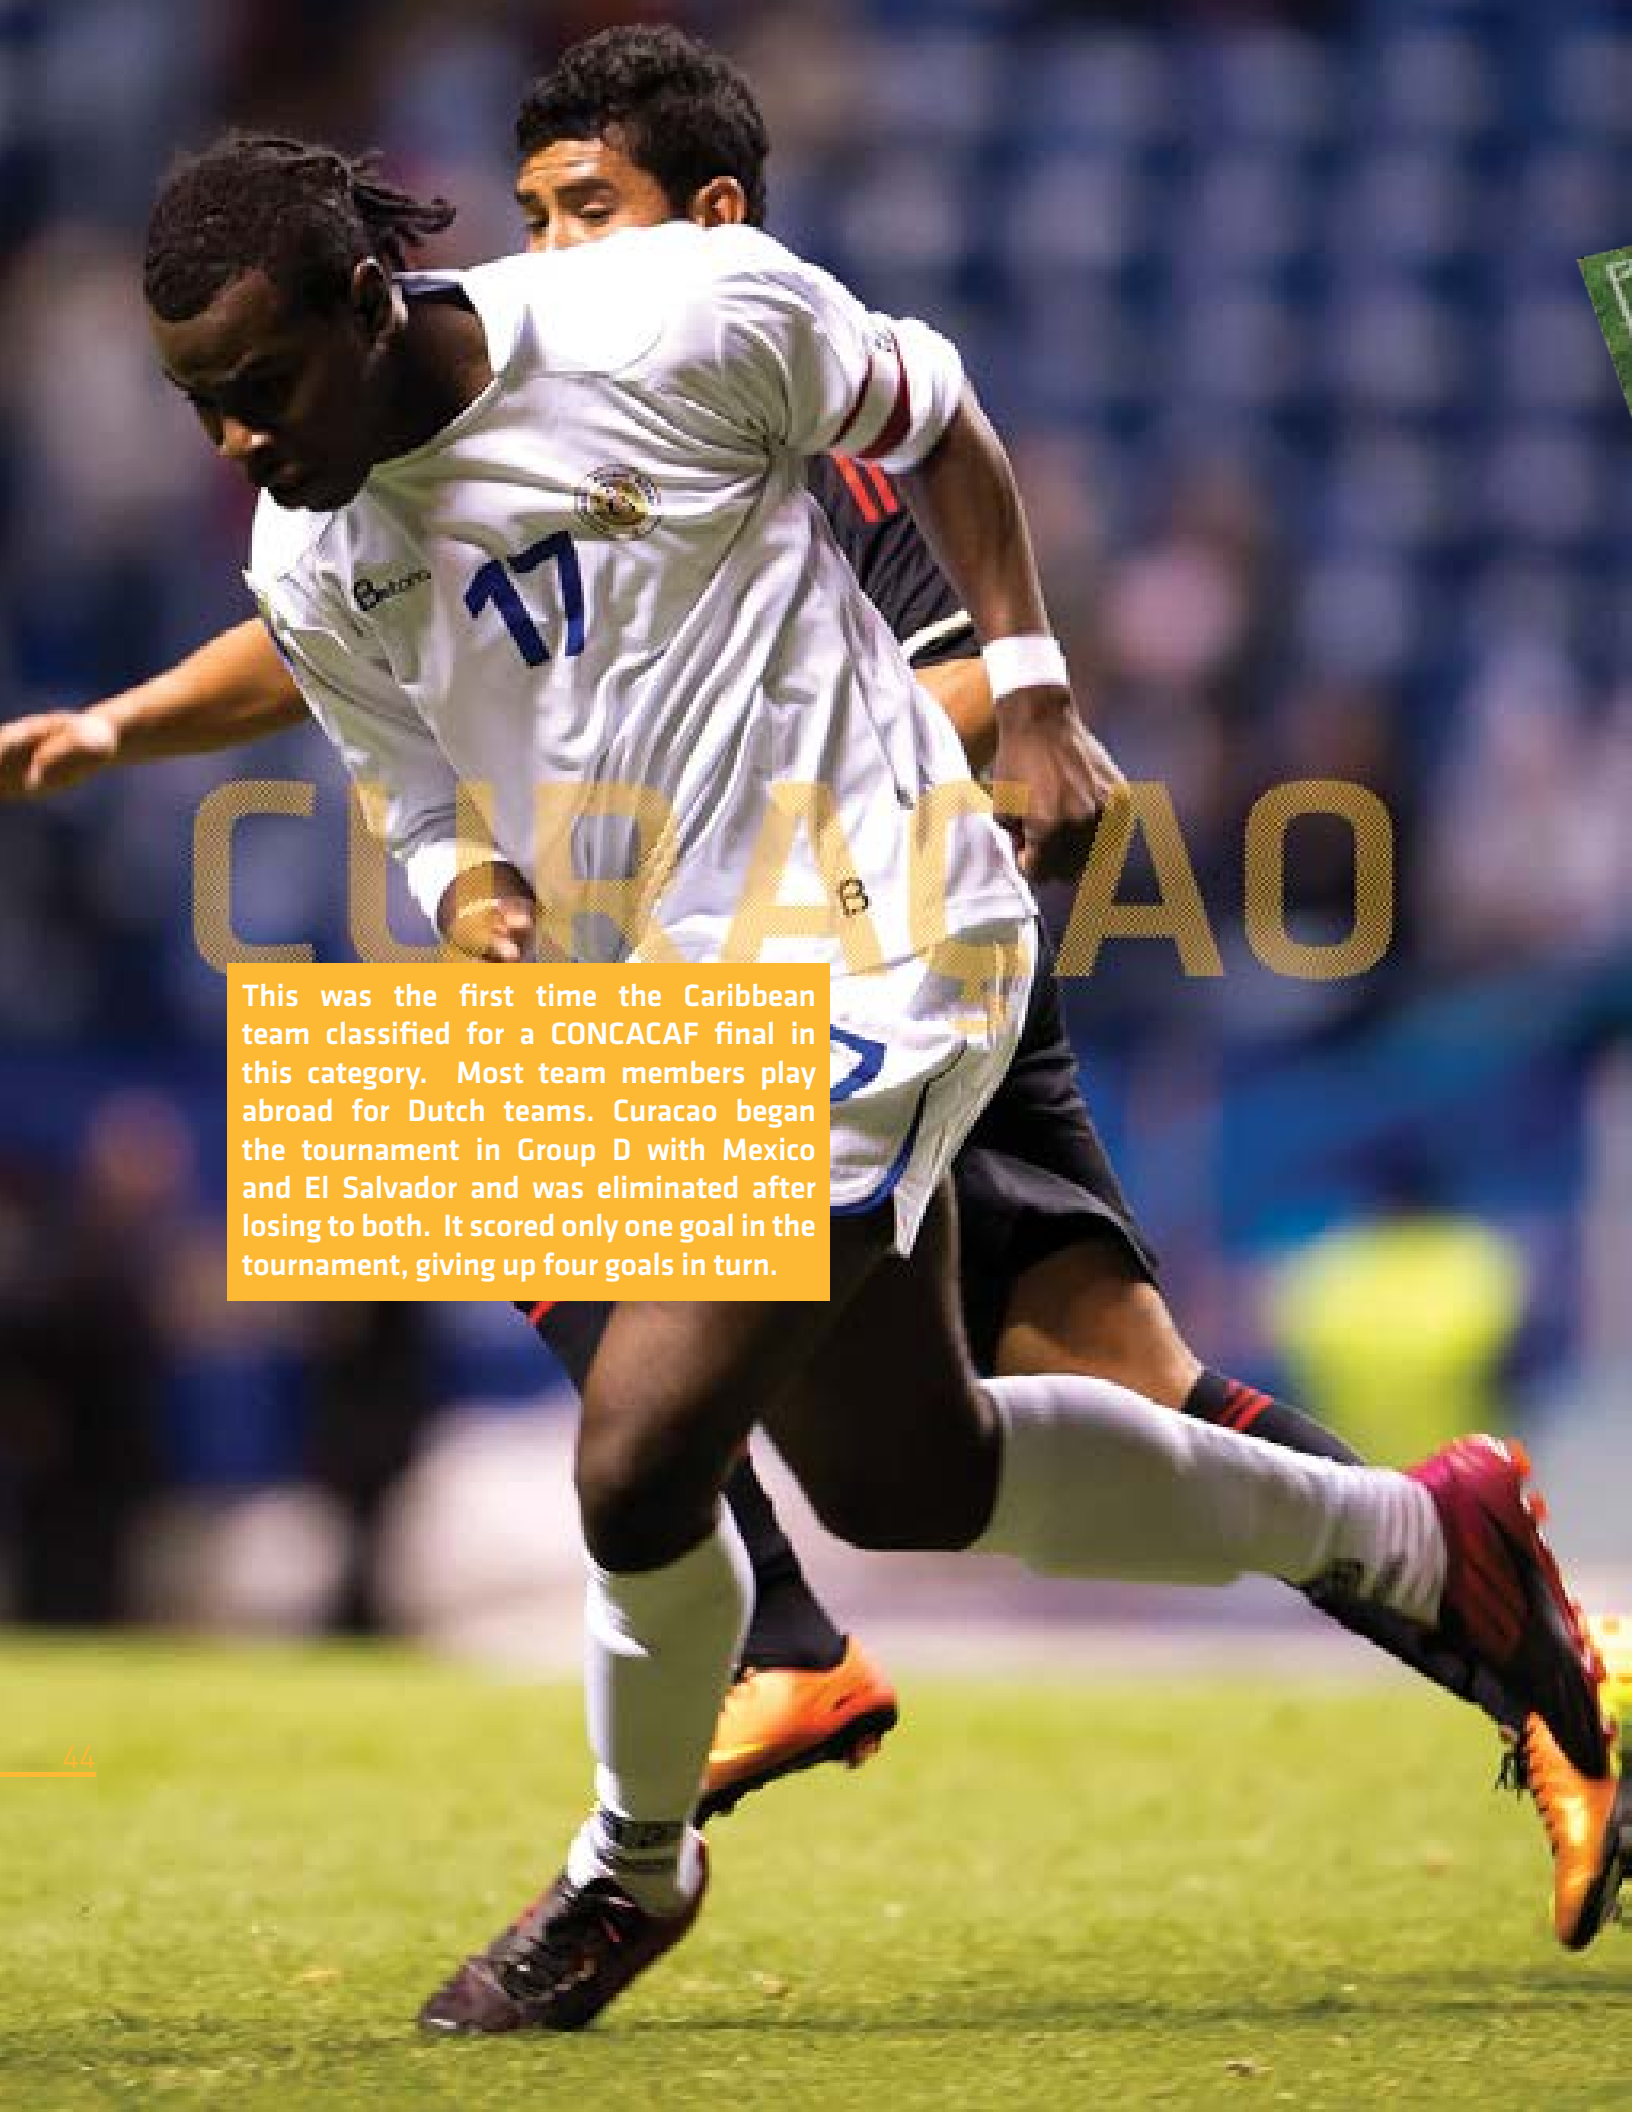 17
Beltona
B
CURAÇAO
This was the first time the Caribbean
team classified for a CONCACAF final in
this category. Most team members play
abroad for Dutch teams. Curacao began
the tournament in Group D with Mexico
and El Salvador and was eliminated after
losing to both. It scored only one goal in the
tournament, giving up four goals in turn.
44